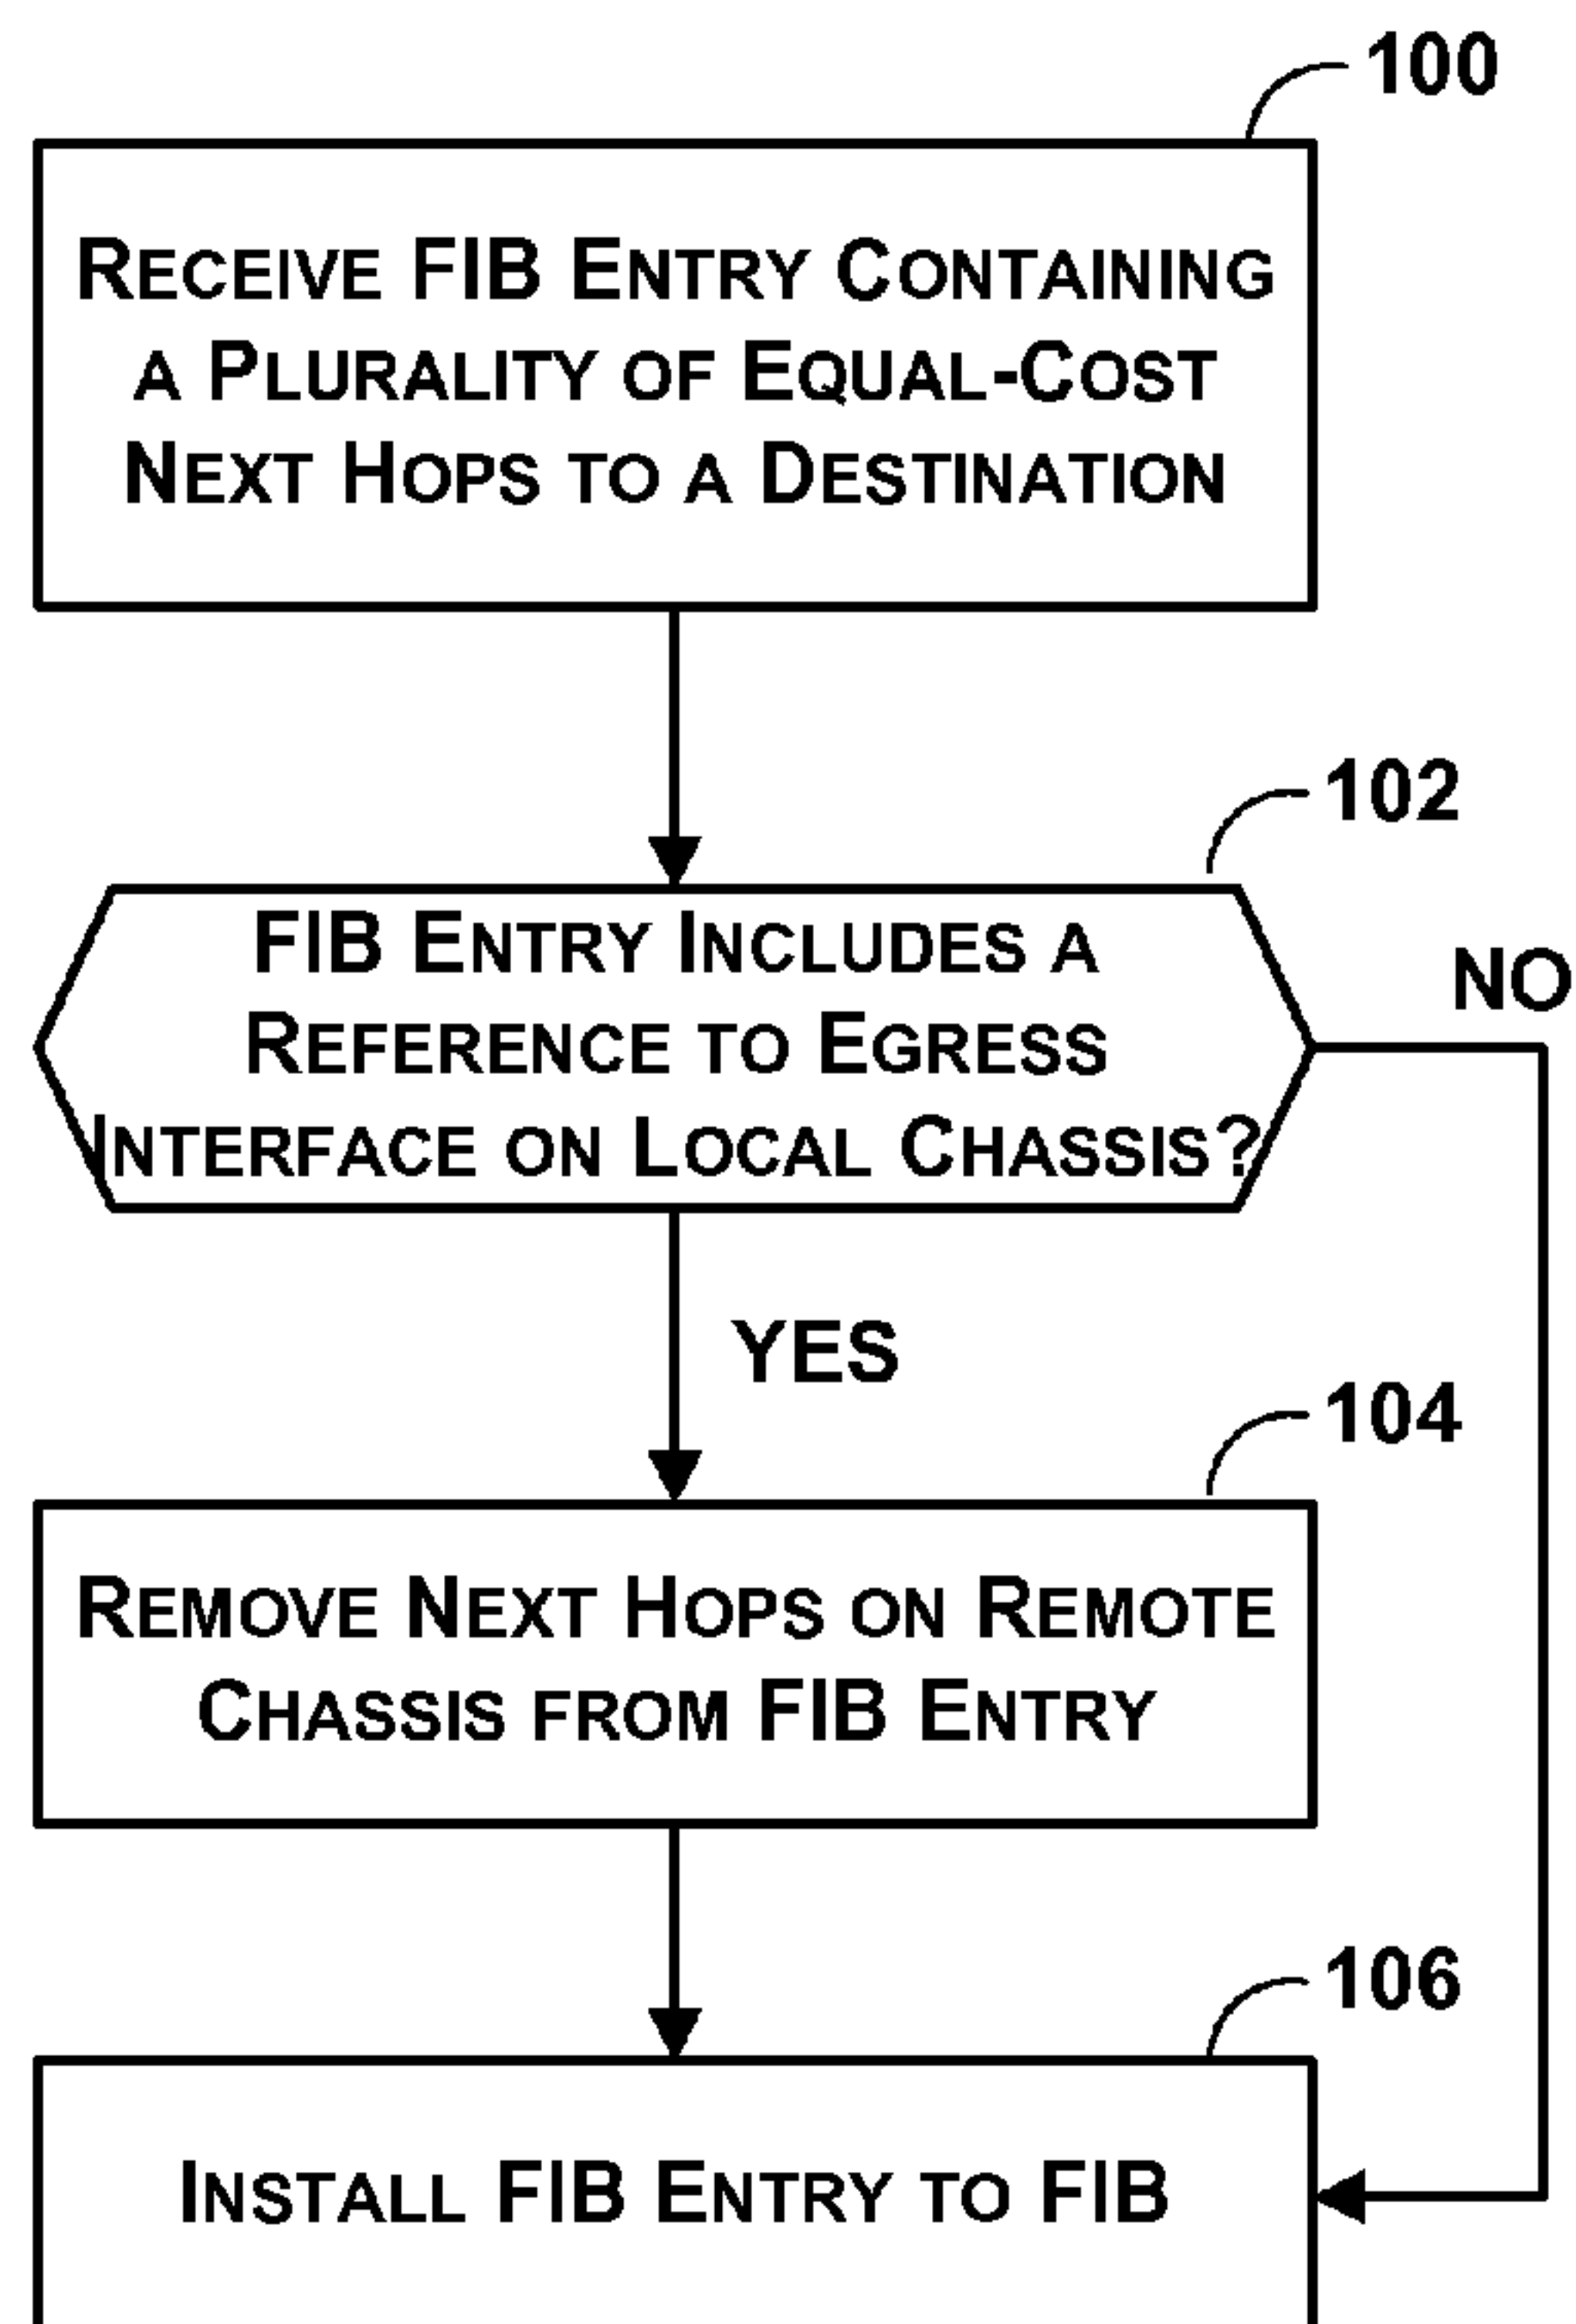 100
RECEIVE FIB ENTRY CONTAINING
A PLURALITY OF EQUAL-COST
NEXT HOPS TO A DESTINATION
102
FIB ENTRY INCLUDES A
REFERENCE TO EGRESS
INTERFACE ON LOCAL CHASSIS?
NO
YES
104
REMOVE NEXT HOPS ON REMOTE
CHASSIS FROM FIB ENTRY
106
INSTALL FIB ENTRY TO FIB